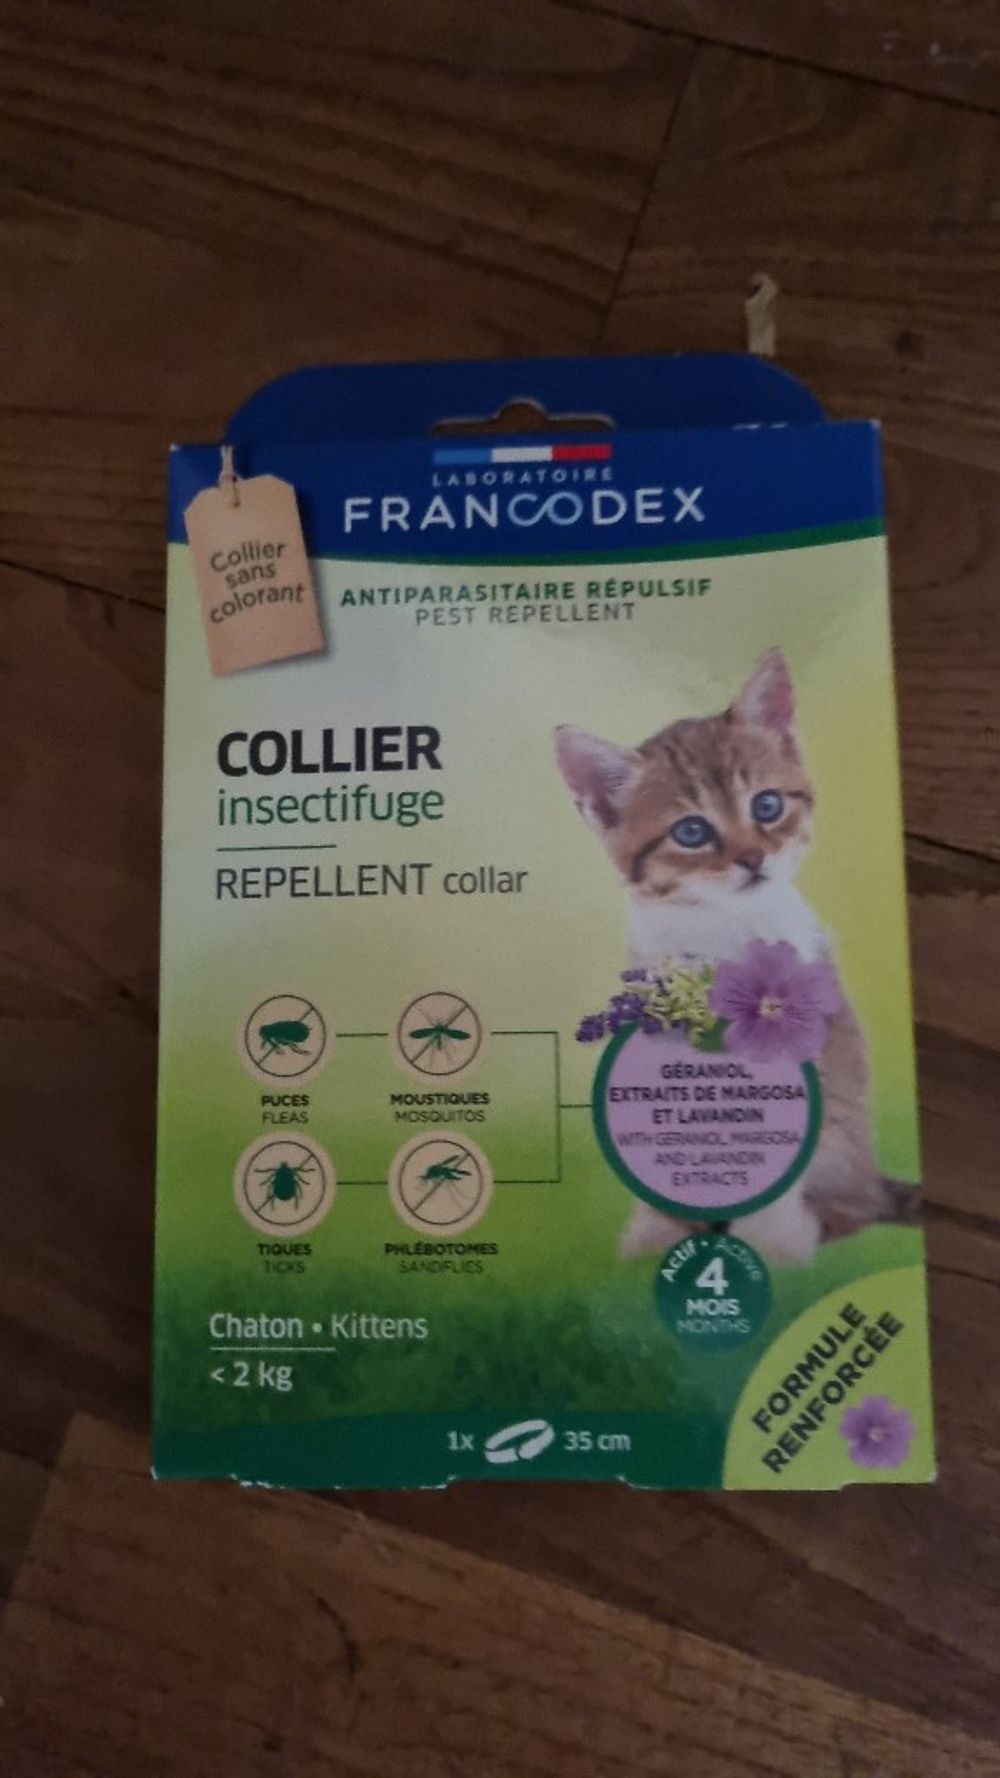 LABORATOIRE
FRANCODEX
Collier
sans
colorant
ANTIPARASITAIRE RÉPULSIF
PEST REPELLENT
COLLIER
insectifuge
REPELLENT collar
PUCES
FLEAS
MOUSTIQUES
MOSQUITOS
TIQUES
TICKS
PHLÉBOTOMES
SANDFLIES
GÉRANIOL,
EXTRAITS DE MARGOSA
ET LAVANDIN
WITH GERANIOL, MARGOSA
AND LAVANDIN
EXTRACTS
Actif • Active
4
MOIS
MONTHS
Chaton • Kittens
< 2 kg
1x 35 cm
FORMULE
RENFORCÉE